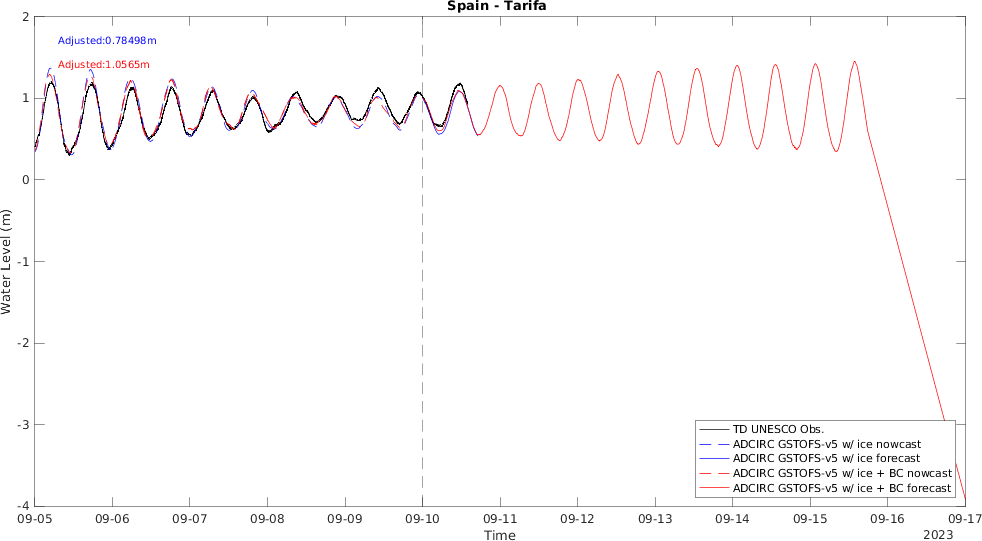 Spain - Tarifa
Adjusted:0.78498m
Adjusted:1.0565m
2
1
0
-1
-2
-3
-4
Water Level (m)
TD UNESCO Obs.
ADCIRC GSTOFS-v5 w/ ice nowcast
ADCIRC GSTOFS-v5 w/ ice forecast
ADCIRC GSTOFS-v5 w/ ice + BC nowcast
ADCIRC GSTOFS-v5 w/ ice + BC forecast
09-05 09-06 09-07 09-08 09-09 09-10 09-11 09-12 09-13 09-14 09-15 09-16 09-17
Time
2023